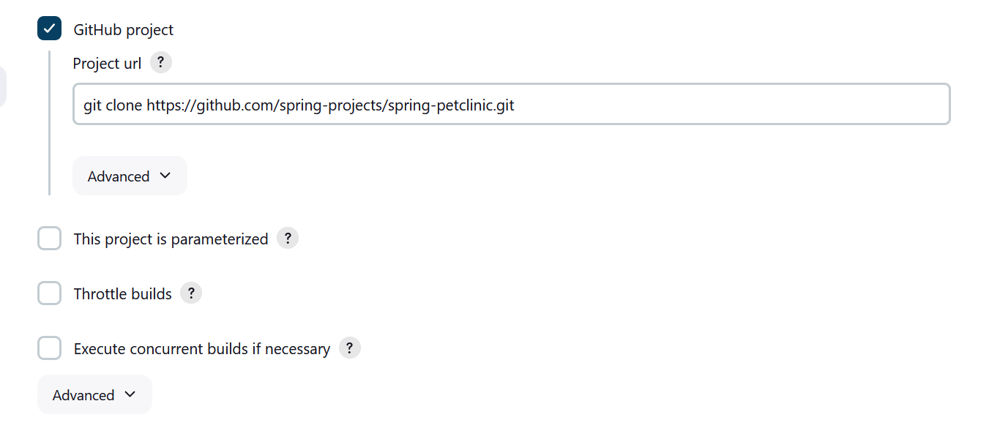 GitHub project
Project url ?
git clone https://github.com/spring-projects/spring-petclinic.git
Advanced
This project is parameterized ?
Throttle builds ?
Execute concurrent builds if necessary ?
Advanced